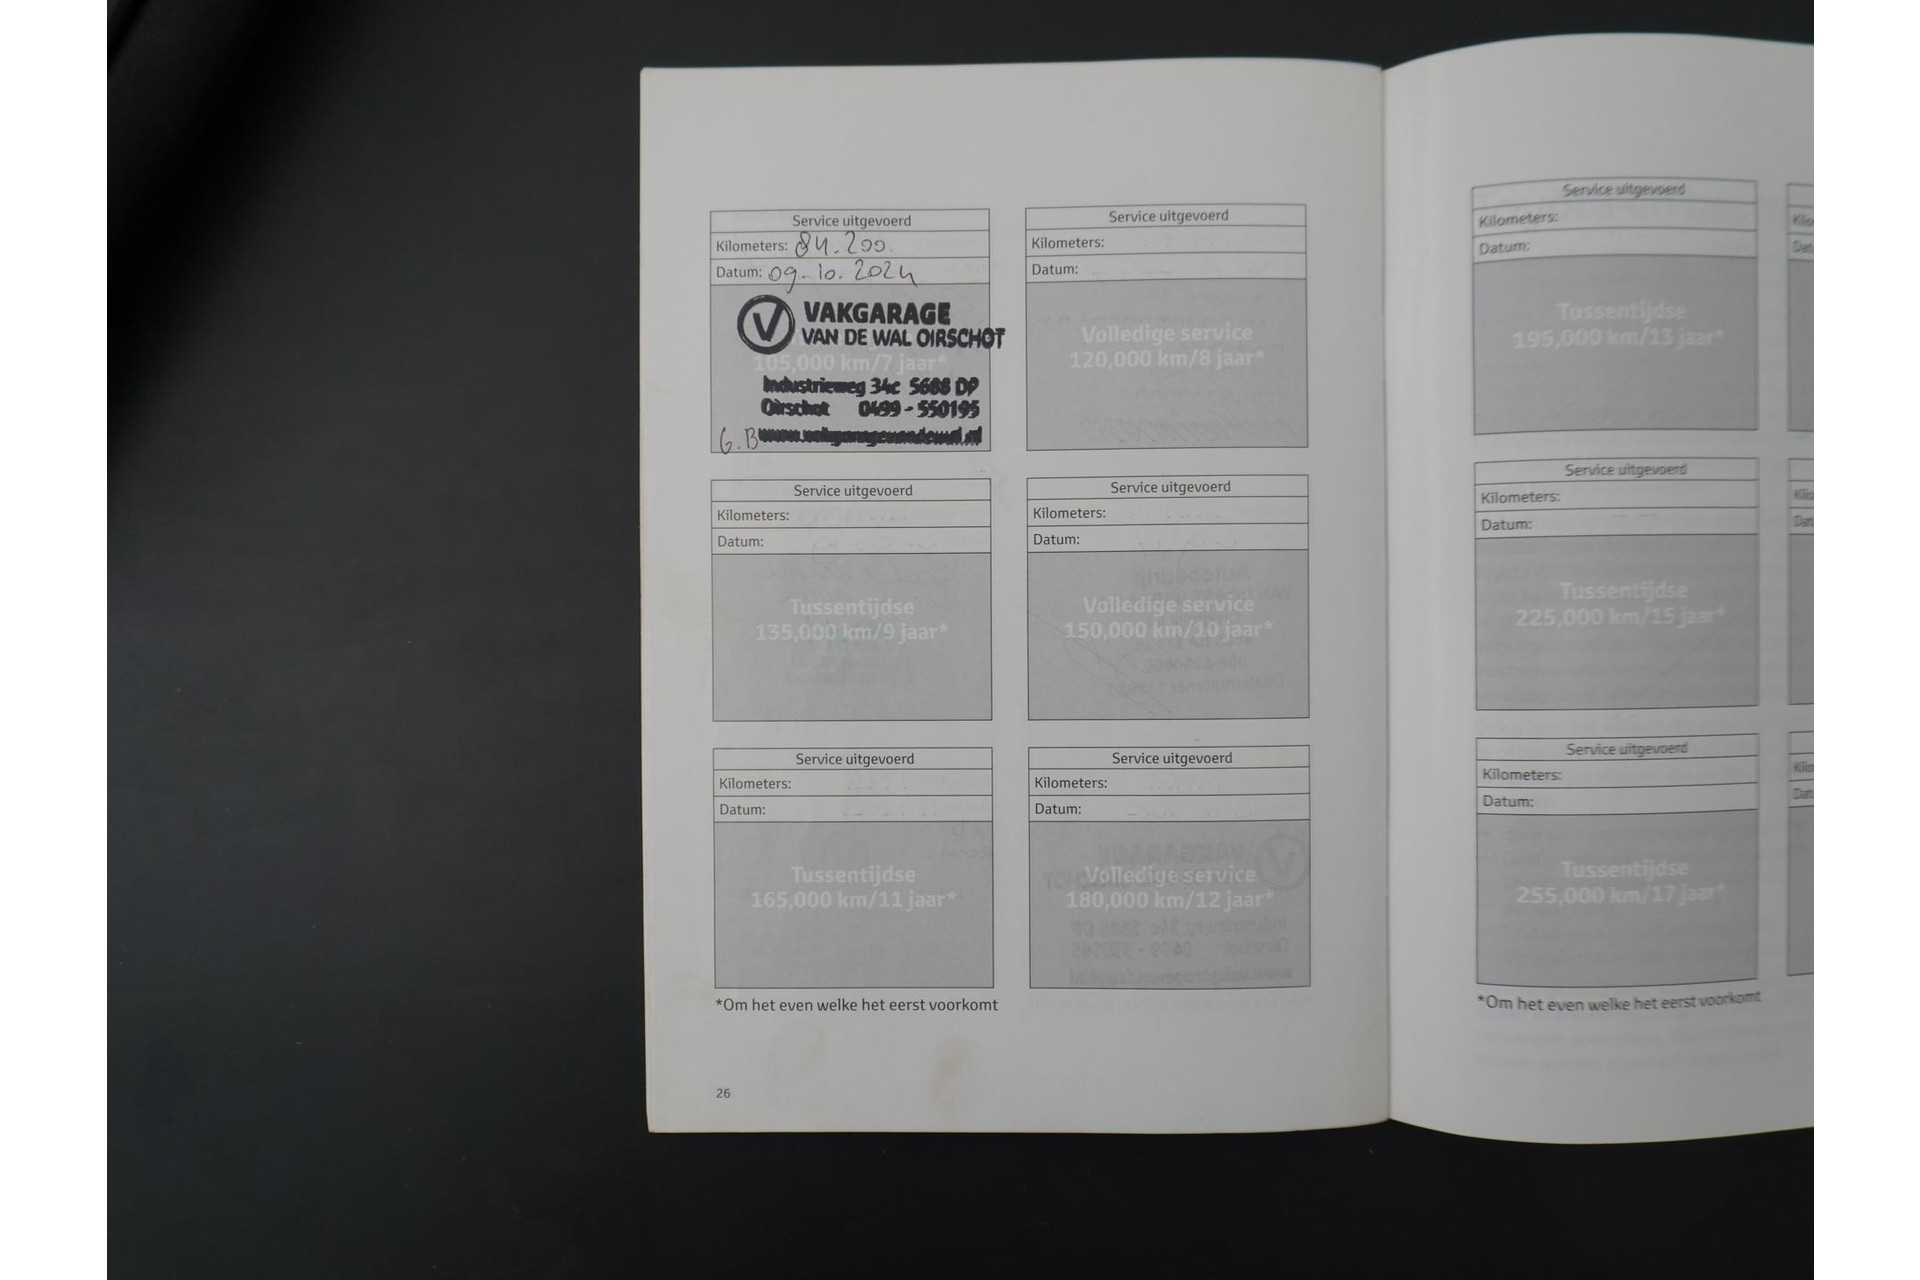 Service uitgevoerd
Kilometers: 84.200.
Datum: 09.10.2024
VAKGARAGE
VAN DE WAL OIRSCHOT
105,000 km/7 jaar*
Industrieweg 34c 5688 DP
Oirschot 0499 - 550195
G.B www.vakgaragevandewal.nl
Service uitgevoerd
Kilometers:
Datum:
Volledige service
120,000 km/8 jaar*
Service uitgevoerd
Kilometers:
Datum:
Tussentijdse
135,000 km/9 jaar*
Service uitgevoerd
Kilometers:
Datum:
Volledige service
150,000 km/10 jaar*
Service uitgevoerd
Kilometers:
Datum:
Tussentijdse
165,000 km/11 jaar*
Service uitgevoerd
Kilometers:
Datum:
Volledige service
180,000 km/12 jaar*
*Om het even welke het eerst voorkomt
26
Service uitgevoerd
Kilometers:
Datum:
Tussentijdse
195,000 km/13 jaar*
Service uitgevoerd
Kilometers:
Datum:
Tussentijdse
225,000 km/15 jaar*
Service uitgevoerd
Kilometers:
Datum:
Tussentijdse
255,000 km/17 jaar*
*Om het even welke het eerst voorkomt